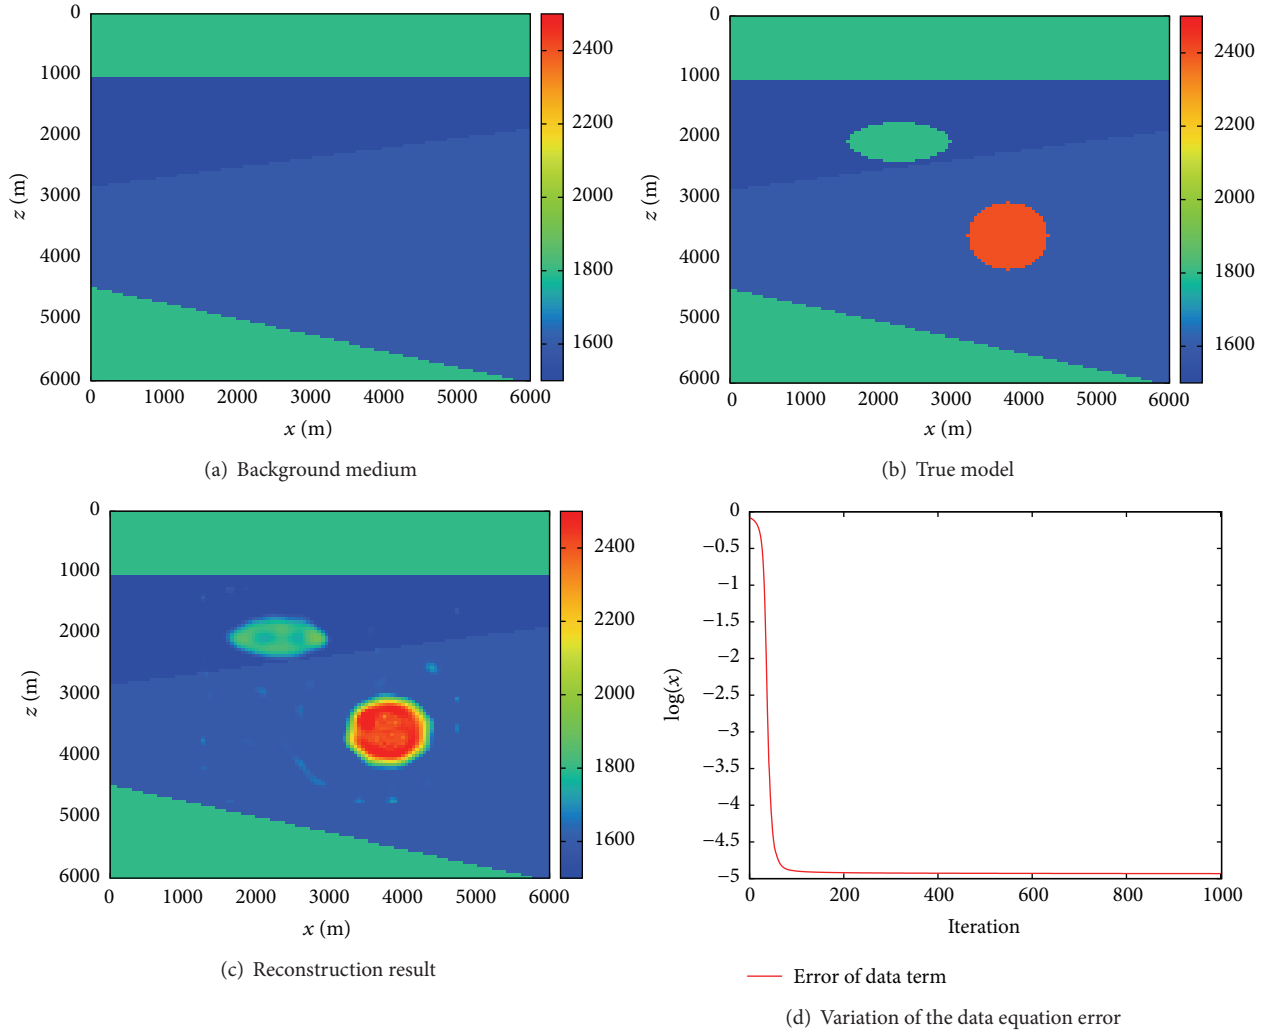 0
1000
2000
3000
4000
5000
6000
z (m)
0 1000 2000 3000 4000 5000 6000
x (m)
2400
2200
2000
1800
1600
(a) Background medium
0
1000
2000
3000
4000
5000
6000
z (m)
0 1000 2000 3000 4000 5000 6000
x (m)
2400
2200
2000
1800
1600
(b) True model
0
1000
2000
3000
4000
5000
6000
z (m)
0 1000 2000 3000 4000 5000 6000
x (m)
2400
2200
2000
1800
1600
(c) Reconstruction result
0
−0.5
−1
−1.5
−2
−2.5
−3
−3.5
−4
−4.5
−5
log(x)
0 200 400 600 800 1000
Iteration
Error of data term
(d) Variation of the data equation error